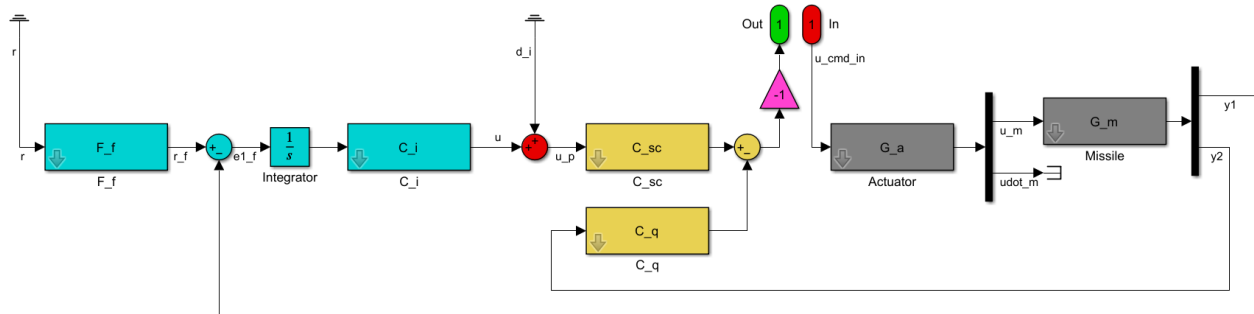 Out
1
1
In
r
d_i
u_cmd_in
-1
F_f
r
F_f
r_f
+
-
e1_f
1
s
Integrator
C_i
C_i
u
+
+
u_p
C_sc
C_sc
+
-
G_a
Actuator
u_m
udot_m
G_m
Missile
y1
y2
C_q
C_q